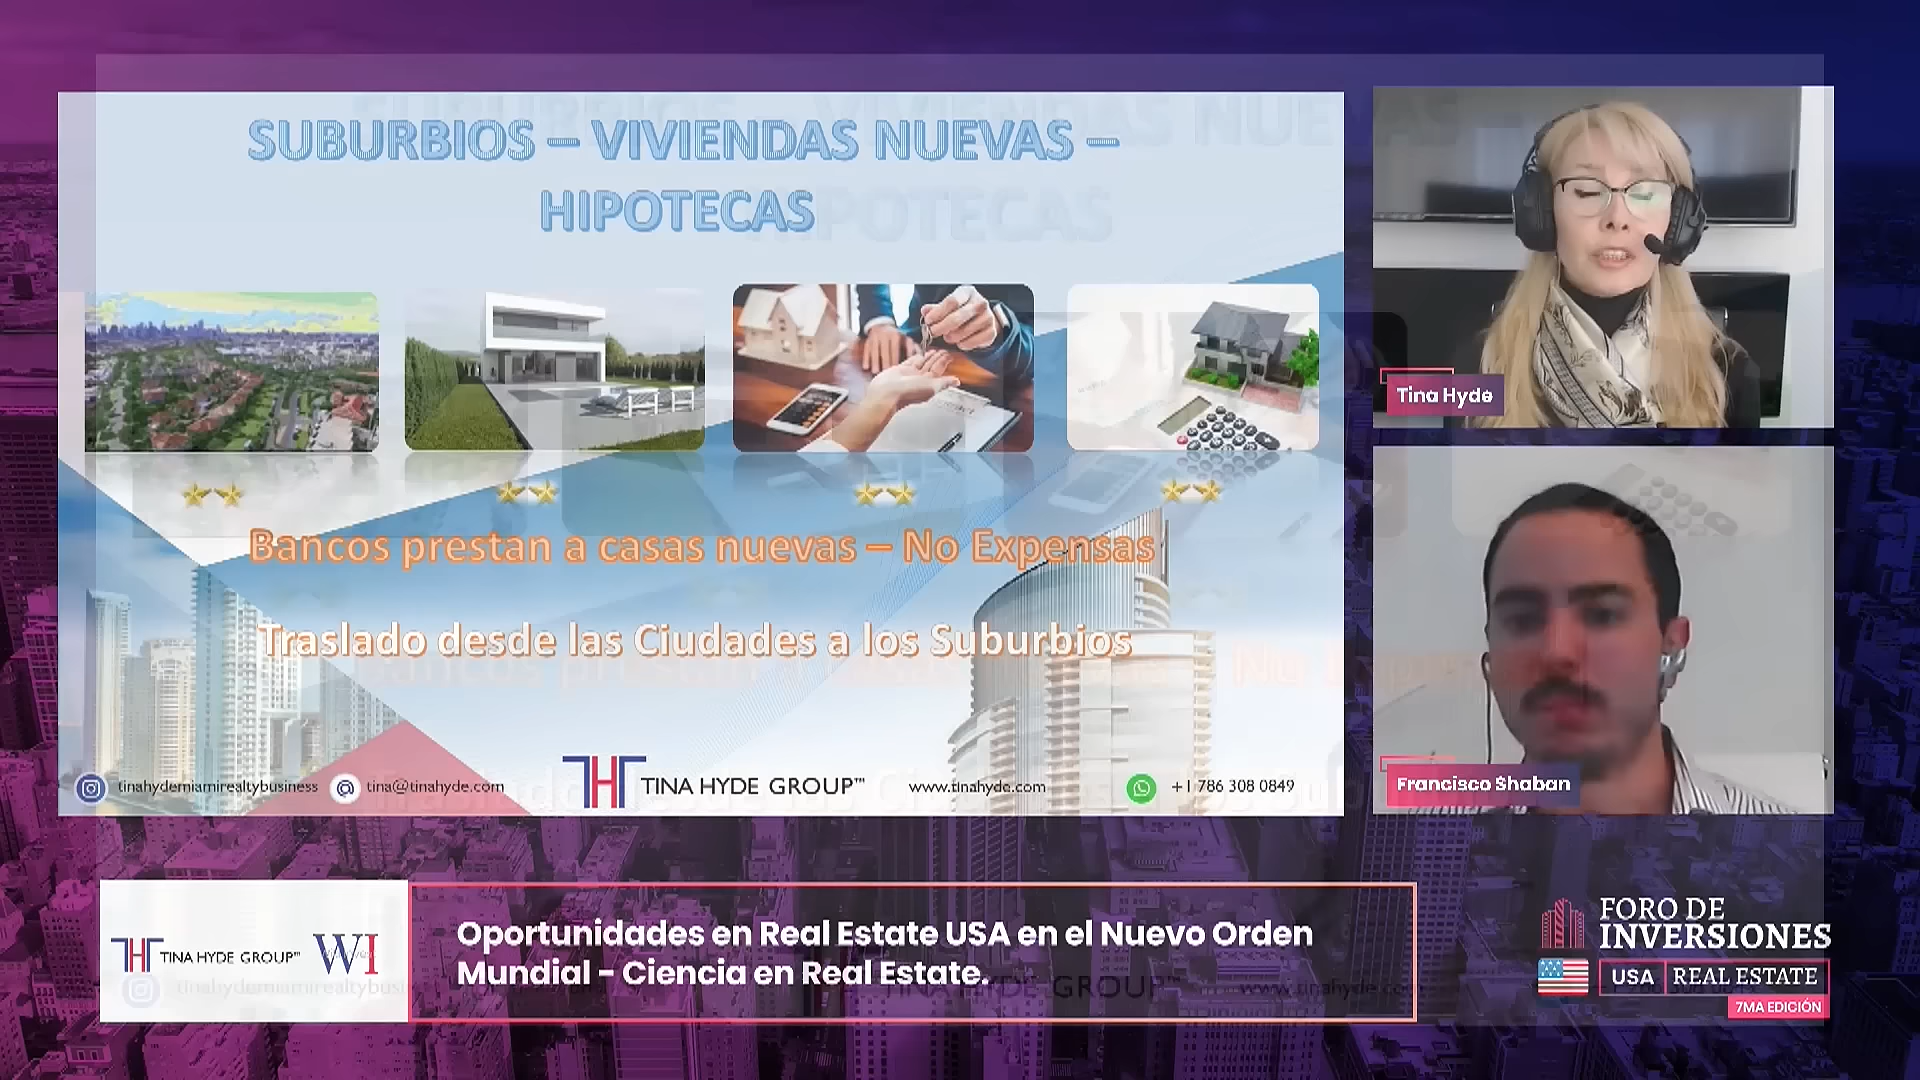 SUBURBIOS – VIVIENDAS NUEVAS –
HIPOTECAS
Bancos prestan a casas nuevas – No Expensas
Traslado desde las Ciudades a los Suburbios
tinahydemiamirealtybusiness
tina@tinahyde.com
TINA HYDE GROUP™
www.tinahyde.com
+1 786 308 0849
Tina Hyde
Francisco Shaban
TINA HYDE GROUP™
WI
Oportunidades en Real Estate USA en el Nuevo Orden
Mundial - Ciencia en Real Estate.
FORO DE
INVERSIONES
USA REAL ESTATE
7MA EDICIÓN